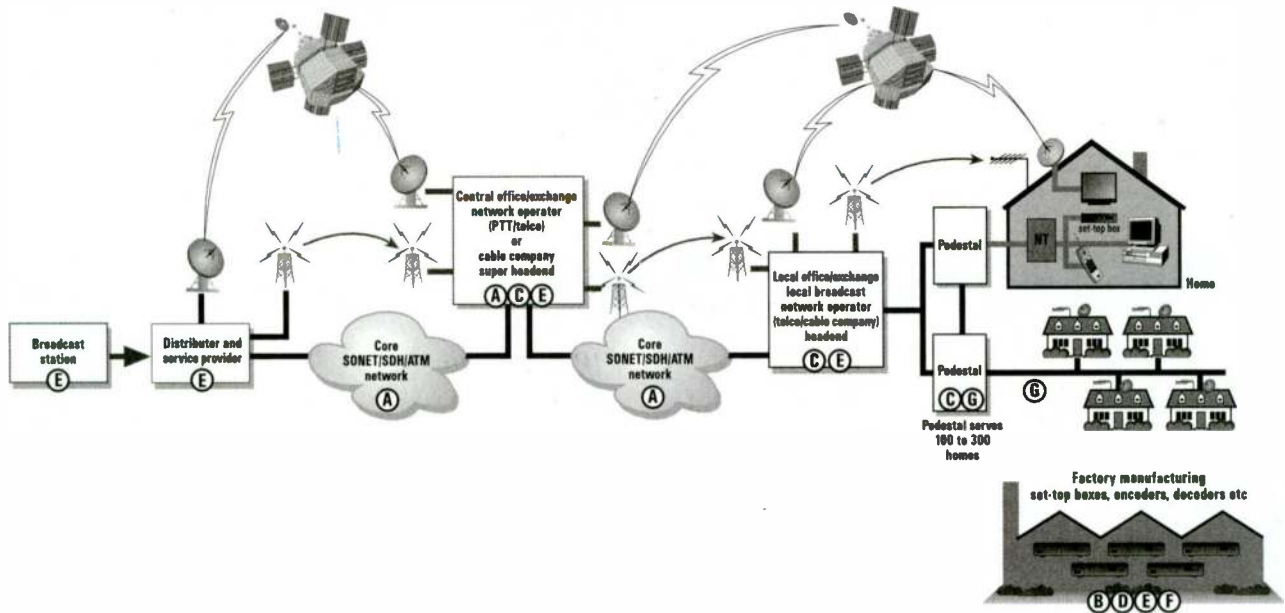 Broadcast
station
E
Distributor and
service provider
E
Core
SONET/SDH/ATM
network
A
Central office/exchange
network operator
(PTT/telco)
or
cable company
super headend
A C E
Core
SONET/SDH/ATM
network
A
Local office/exchange
local broadcast
network operator
(telco/cable company)
headend
C E
Pedestal
Pedestal
C G
Pedestal serves
100 to 300
homes
G
NT
set-top box
Home
Factory manufacturing
set-top boxes, encoders, decoders etc
B D E F